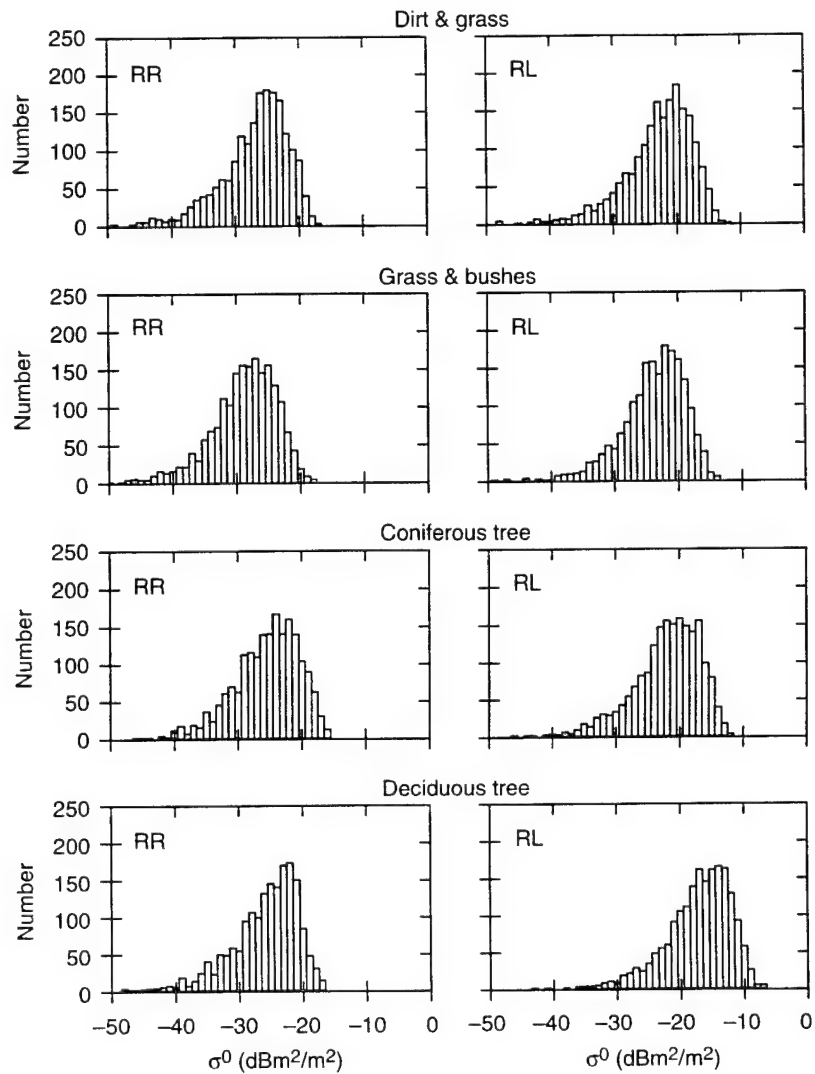 Dirt & grass
250
200
150
100
50
0
Number
RR
RL
Grass & bushes
250
200
150
100
50
0
Number
RR
RL
Coniferous tree
250
200
150
100
50
0
Number
RR
RL
Deciduous tree
250
200
150
100
50
0
Number
RR
RL
−50 −40 −30 −20 −10 0
−50 −40 −30 −20 −10 0
σ⁰ (dBm²/m²)
σ⁰ (dBm²/m²)